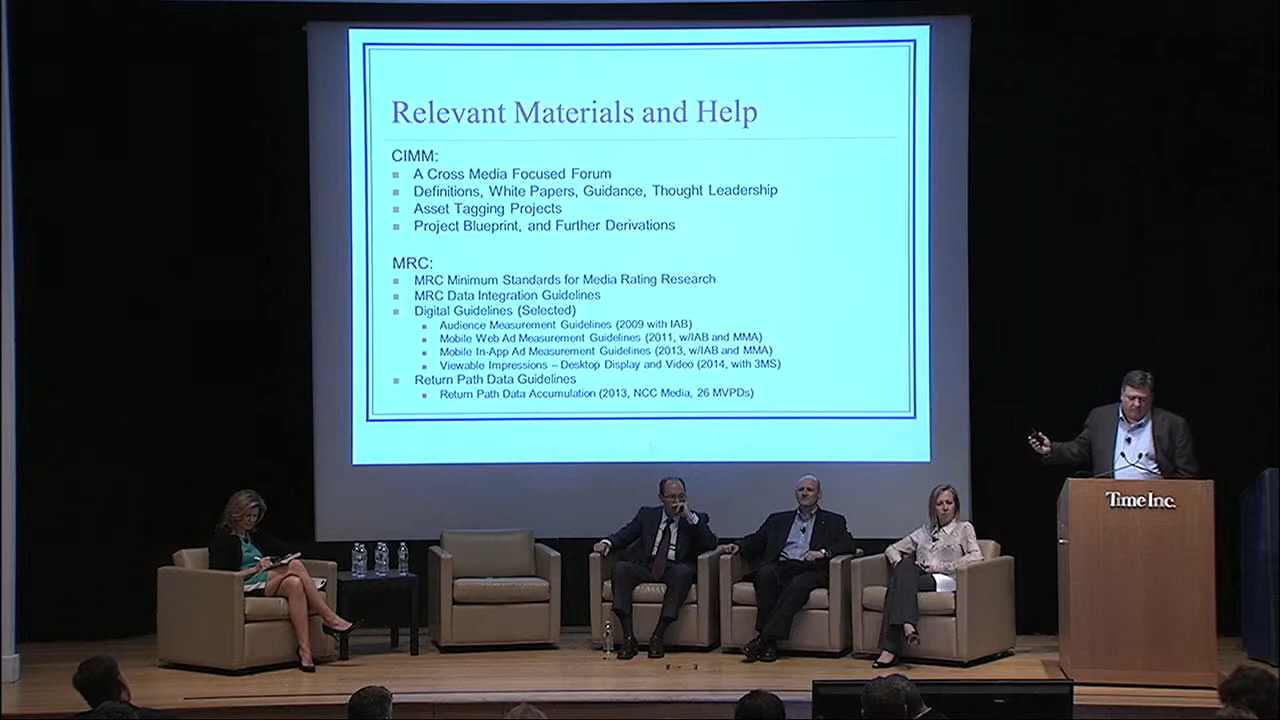 Relevant Materials and Help
CIMM:
A Cross Media Focused Forum
Definitions, White Papers, Guidance, Thought Leadership
Asset Tagging Projects
Project Blueprint, and Further Derivations
MRC:
MRC Minimum Standards for Media Rating Research
MRC Data Integration Guidelines
Digital Guidelines (Selected)
Audience Measurement Guidelines (2009 with IAB)
Mobile Web Ad Measurement Guidelines (2011, w/IAB and MMA)
Mobile In-App Ad Measurement Guidelines (2013, w/IAB and MMA)
Viewable Impressions – Desktop Display and Video (2014, with 3MS)
Return Path Data Guidelines
Return Path Data Accumulation (2013, NCC Media, 26 MVPDs)
Time Inc.